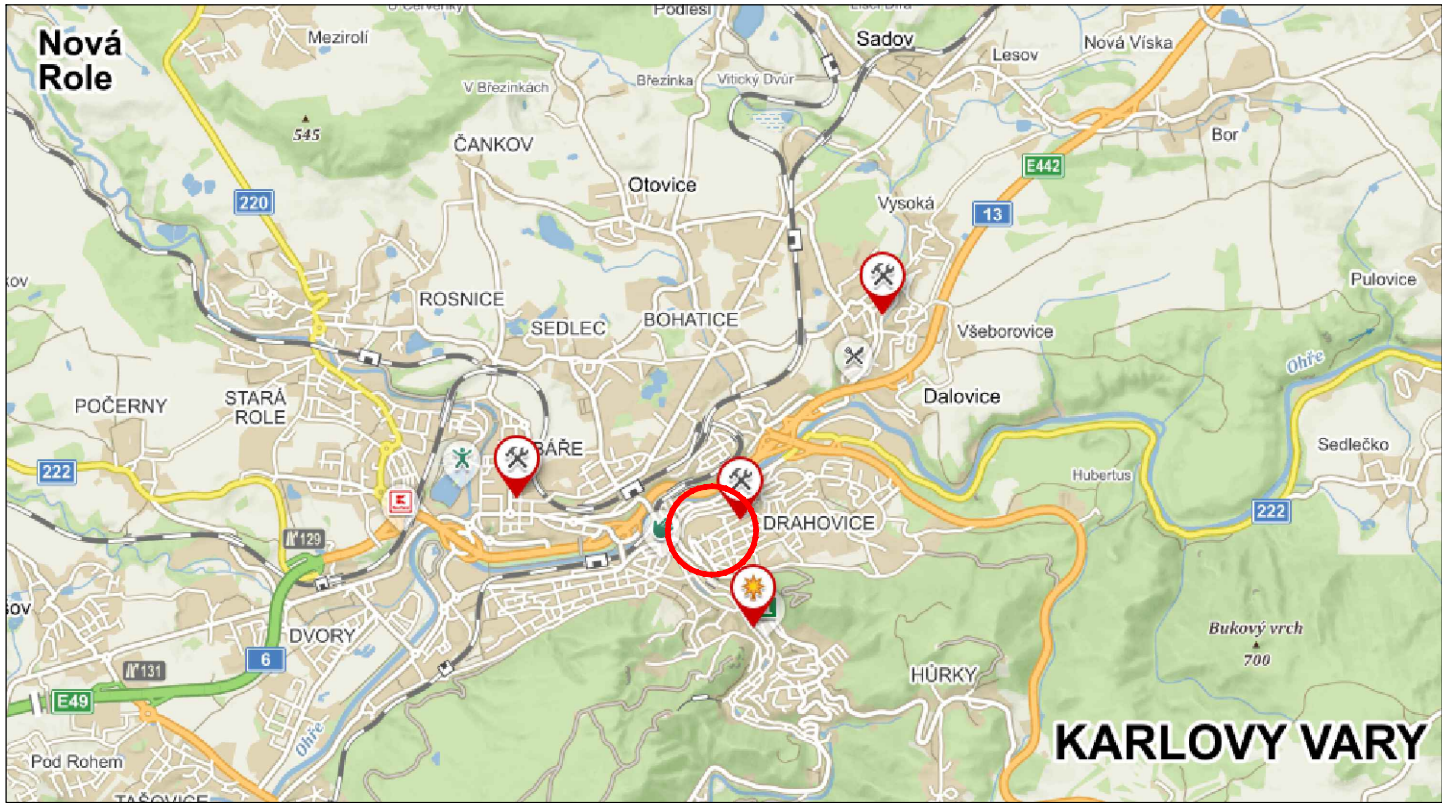 Podlesí
Nová
Role
Mezirolí
Sadov
Lesov
Nová Víska
V Březinkách
Březinka
Vitický Dvůr
545
ČANKOV
Bor
E442
Otovice
220
Vysoká
13
Pulovice
ROSNICE
SEDLEC
BOHATICE
Všeborovice
Ohře
STARÁ
ROLE
POČERNY
Dalovice
BÁŘE
Sedlečko
222
Hubertus
222
DRAHOVICE
129
DVORY
Bukový vrch
700
6
131
HŮRKY
E49
KARLOVY VARY
Ohře
Pod Rohem
TAŠOVICE